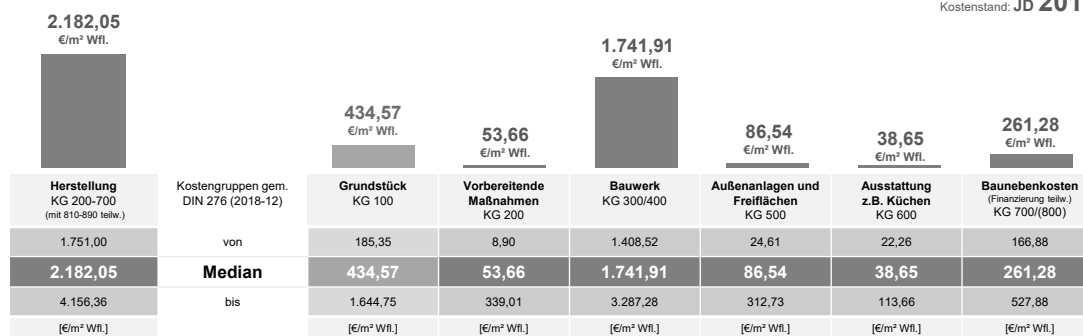 Kostenstand: JD 201
2.182,05
€/m² Wfl.
434,57
€/m² Wfl.
53,66
€/m² Wfl.
1.741,91
€/m² Wfl.
86,54
€/m² Wfl.
38,65
€/m² Wfl.
261,28
€/m² Wfl.
Herstellung
KG 200-700
(mit 810-890 teilw.)
Kostengruppen gem.
DIN 276 (2018-12)
Grundstück
KG 100
Vorbereitende
Maßnahmen
KG 200
Bauwerk
KG 300/400
Außenanlagen und
Freiflächen
KG 500
Ausstattung
z.B. Küchen
KG 600
Baunebenkosten
(Finanzierung teilw.)
KG 700/(800)
1.751,00 von 185,35 8,90 1.408,52 24,61 22,26 166,88
2.182,05 Median 434,57 53,66 1.741,91 86,54 38,65 261,28
4.156,36 bis 1.644,75 339,01 3.287,28 312,73 113,66 527,88
[€/m² Wfl.] [€/m² Wfl.] [€/m² Wfl.] [€/m² Wfl.] [€/m² Wfl.] [€/m² Wfl.] [€/m² Wfl.]